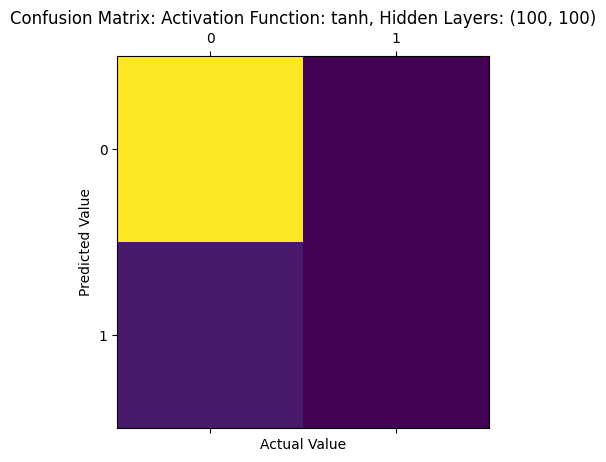 Confusion Matrix: Activation Function: tanh, Hidden Layers: (100, 100)
0 1
0
Predicted Value
1
Actual Value